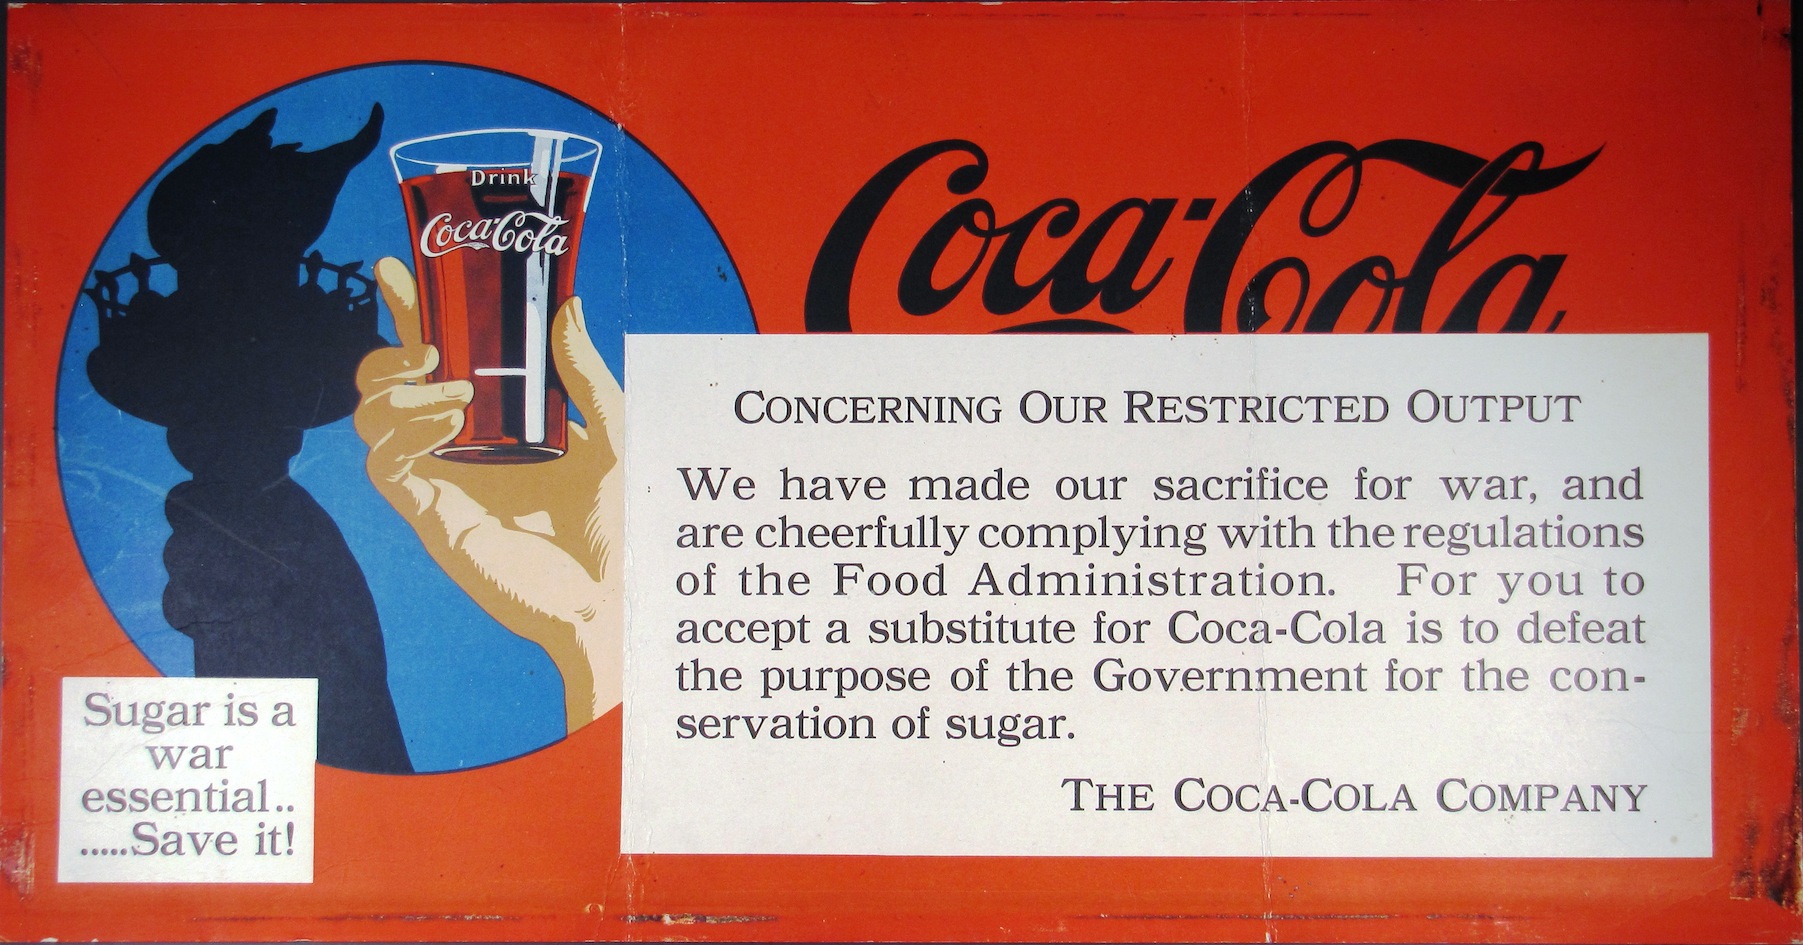 Drink
Coca-Cola
Coca-Cola
CONCERNING OUR RESTRICTED OUTPUT
We have made our sacrifice for war, and
are cheerfully complying with the regulations
of the Food Administration. For you to
accept a substitute for Coca-Cola is to defeat
the purpose of the Government for the con-
servation of sugar.
THE COCA-COLA COMPANY
Sugar is a
war
essential..
.....Save it!